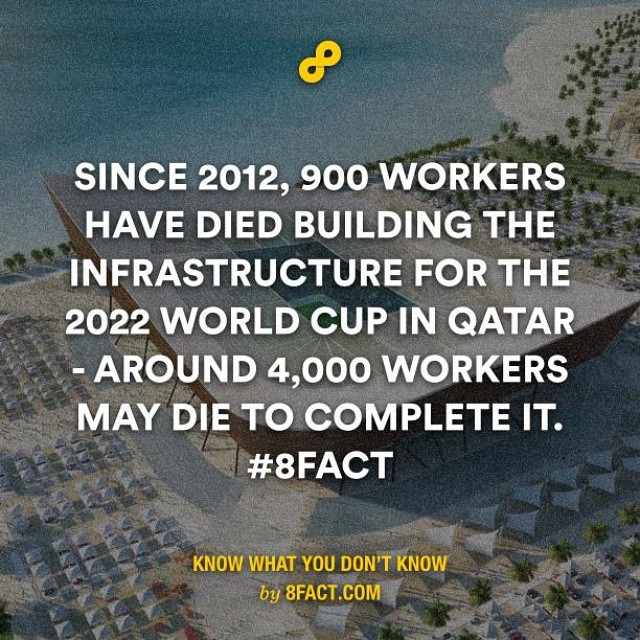 SINCE 2012, 900 WORKERS
HAVE DIED BUILDING THE
INFRASTRUCTURE FOR THE
2022 WORLD CUP IN QATAR
- AROUND 4,000 WORKERS
MAY DIE TO COMPLETE IT.
#8FACT
KNOW WHAT YOU DON'T KNOW
by 8FACT.COM